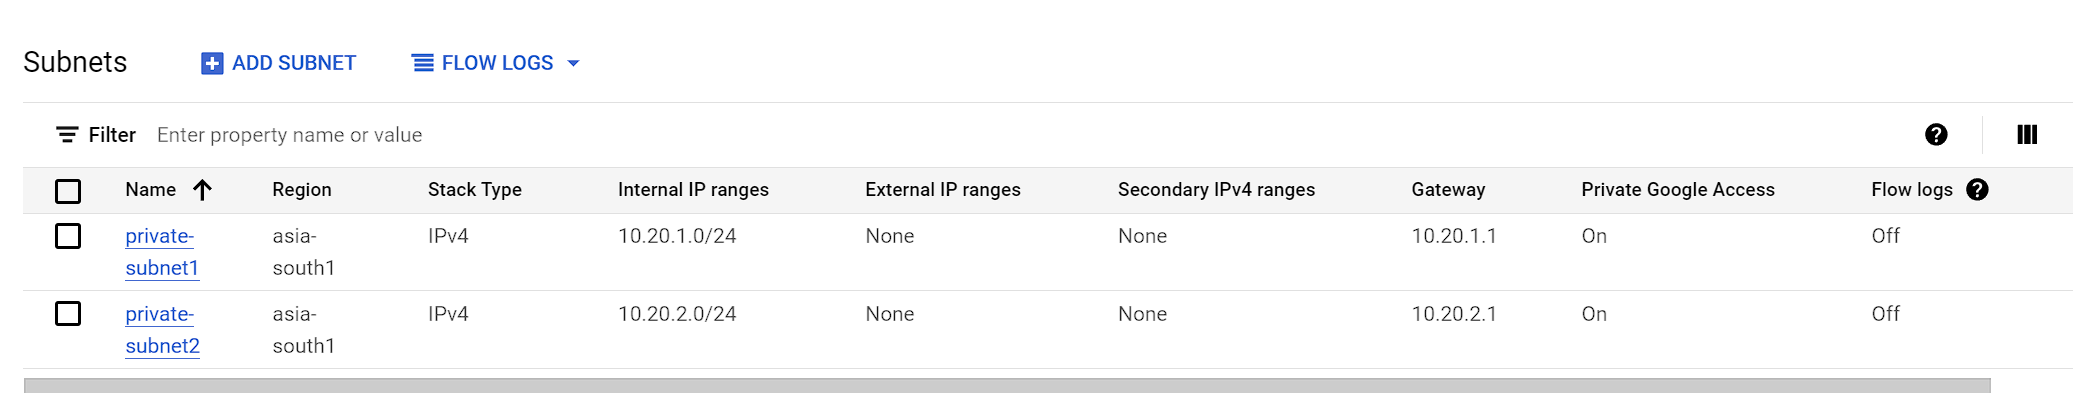 Subnets ADD SUBNET FLOW LOGS
Filter Enter property name or value
Name Region Stack Type Internal IP ranges External IP ranges Secondary IPv4 ranges Gateway Private Google Access Flow logs
private-subnet1 asia-south1 IPv4 10.20.1.0/24 None None 10.20.1.1 On Off
private-subnet2 asia-south1 IPv4 10.20.2.0/24 None None 10.20.2.1 On Off